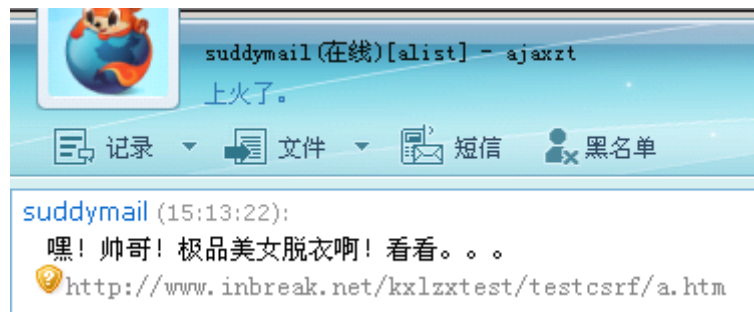 suddymail(在线)[alist] - ajaxzt
上火了。
记录 文件 短信 黑名单
suddymail (15:13:22):
嘿！帅哥！极品美女脱衣啊！看看。。。
http://www.inbreak.net/kxlzxtest/testcsrf/a.htm